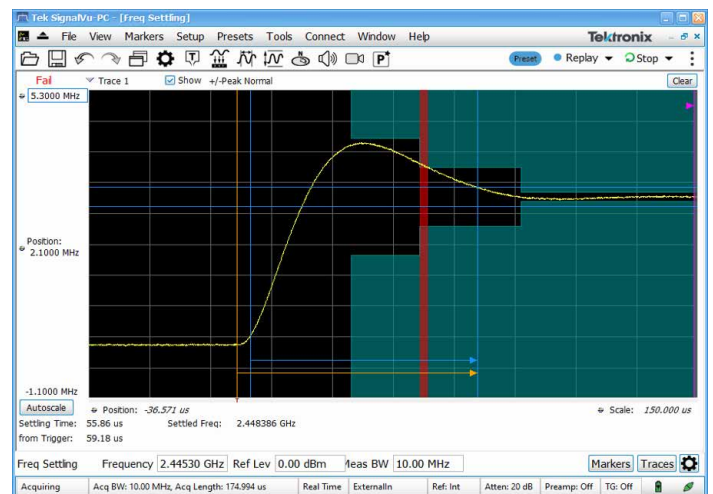 Tek SignalVu-PC - [Freq Settling]
File View Markers Setup Presets Tools Connect Window Help Tektronix
Preset Replay Stop
Fail Trace 1 Show +/-Peak Normal Clear
5.3000 MHz
Position:
2.1000 MHz
-1.1000 MHz
Autoscale Position: -36.571 us Scale: 150.000 us
Settling Time: 55.86 us Settled Freq: 2.448386 GHz
from Trigger: 59.18 us
Freq Settling Frequency 2.44530 GHz Ref Lev 0.00 dBm Meas BW 10.00 MHz Markers Traces
Acquiring Acq BW: 10.00 MHz, Acq Length: 174.994 us Real Time ExternalIn Ref: Int Atten: 20 dB Preamp: Off TG: Off